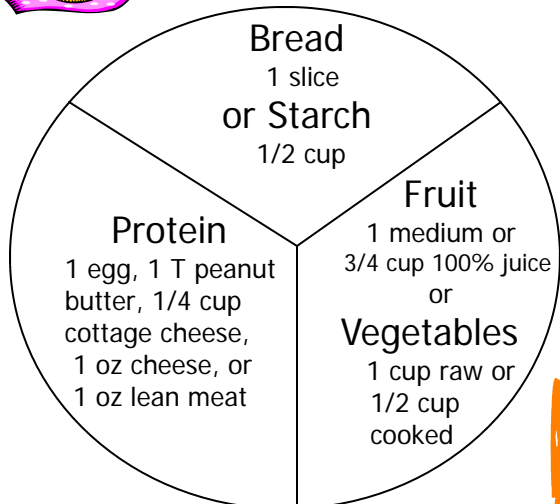 Bread
1 slice
or Starch
1/2 cup
Protein
1 egg, 1 T peanut
butter, 1/4 cup
cottage cheese,
1 oz cheese, or
1 oz lean meat
Fruit
1 medium or
3/4 cup 100% juice
or
Vegetables
1 cup raw or
1/2 cup
cooked